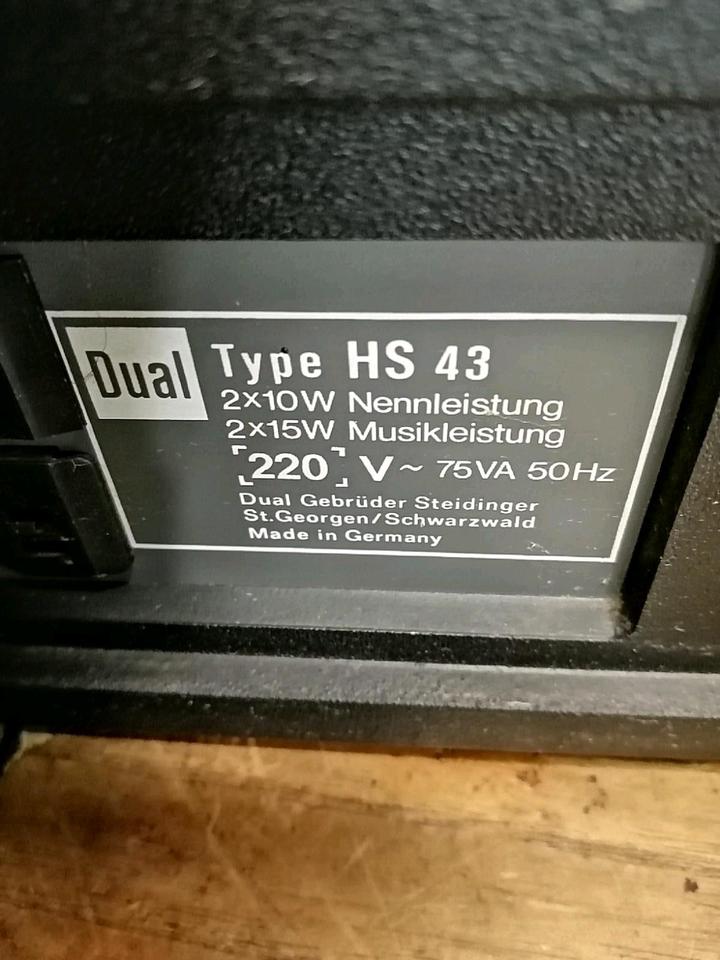 Dual
Type HS 43
2x10W Nennleistung
2x15W Musikleistung
220 V~ 75VA 50Hz
Dual Gebrüder Steidinger
St.Georgen/Schwarzwald
Made in Germany